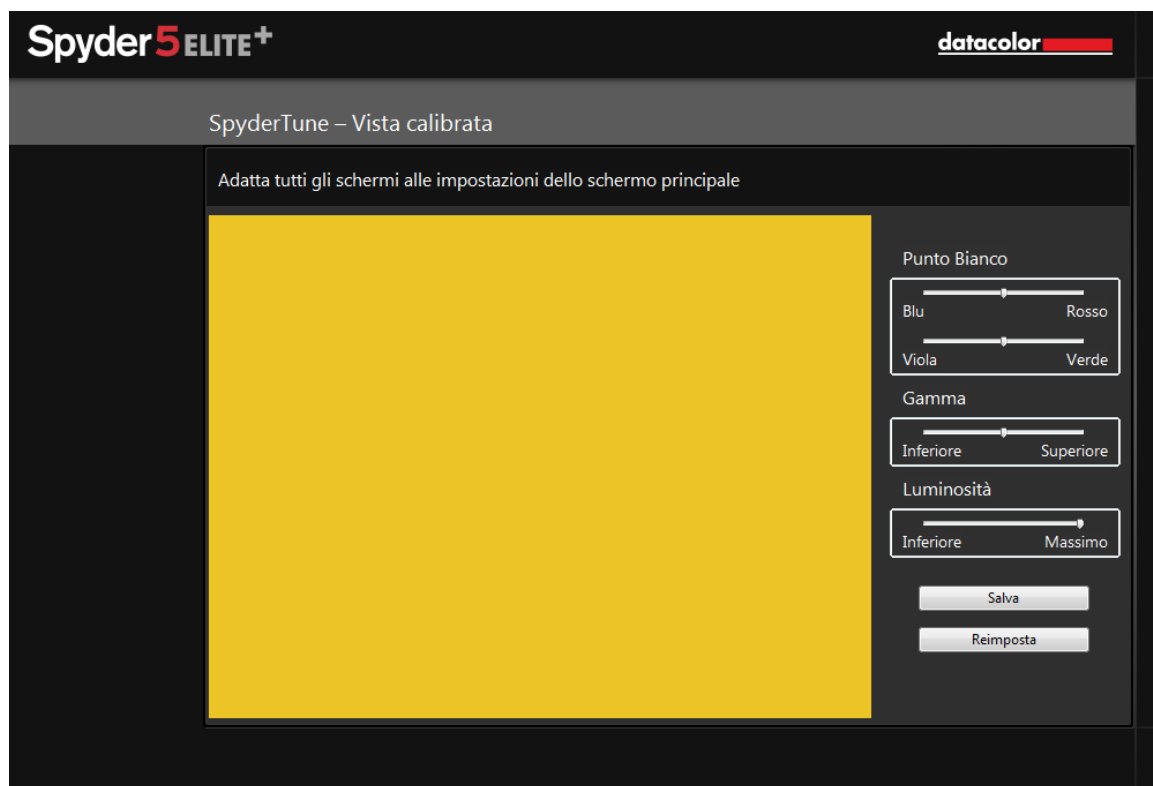 Spyder5ELITE+
datacolor
SpyderTune – Vista calibrata
Adatta tutti gli schermi alle impostazioni dello schermo principale
Punto Bianco
Blu Rosso
Viola Verde
Gamma
Inferiore Superiore
Luminosità
Inferiore Massimo
Salva
Reimposta